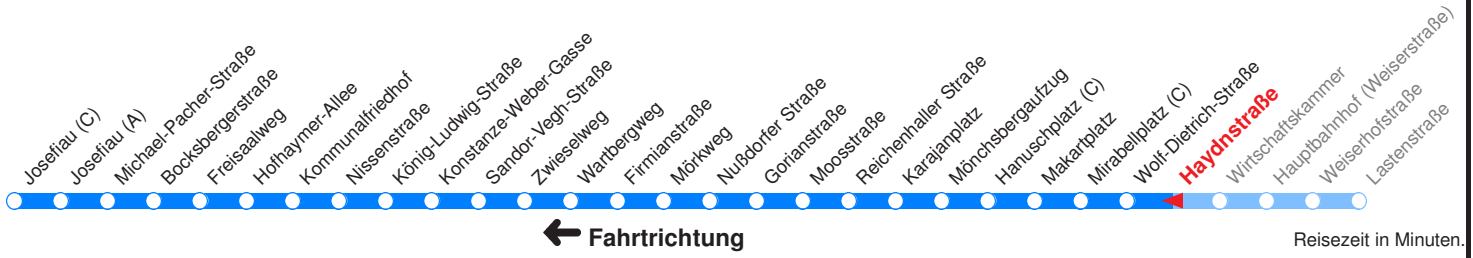 Josefiau (C)
Josefiau (A)
Michael-Pacher-Straße
Bocksbergerstraße
Freisaalweg
Hofhaymer-Allee
Kommunalfriedhof
Nissenstraße
König-Ludwig-Straße
Konstanze-Weber-Gasse
Sandor-Vegh-Straße
Zwieselweg
Wartbergweg
Firmianstraße
Mörkweg
Nußdorfer Straße
Gorianstraße
Moosstraße
Reichenhaller Straße
Karajanplatz
Mönchsbergaufzug
Hanuschplatz (C)
Makartplatz
Mirabellplatz (C)
Wolf-Dietrich-Straße
Haydnstraße
Wirtschaftskammer
Hauptbahnhof (Weiserstraße)
Weiserhofstraße
Lastenstraße
Fahrtrichtung
Reisezeit in Minuten.